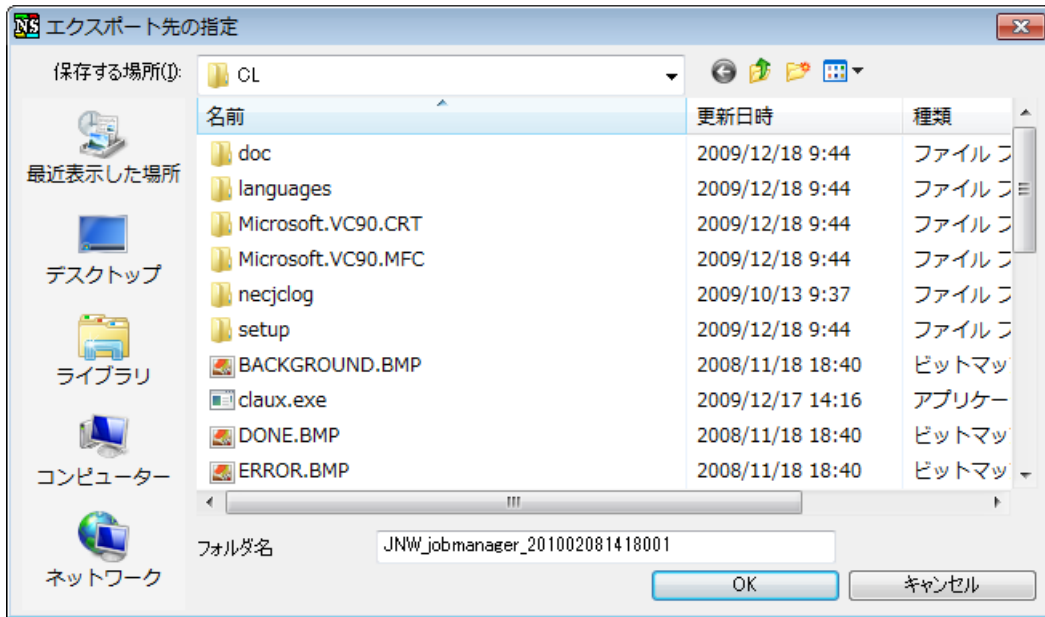 NS エクスポート先の指定
保存する場所(I): CL
名前 更新日時 種類
doc 2009/12/18 9:44 ファイル フ
languages 2009/12/18 9:44 ファイル フ
Microsoft.VC90.CRT 2009/12/18 9:44 ファイル フ
Microsoft.VC90.MFC 2009/12/18 9:44 ファイル フ
necjclog 2009/10/13 9:37 ファイル フ
setup 2009/12/18 9:44 ファイル フ
BACKGROUND.BMP 2008/11/18 18:40 ビットマッ
claux.exe 2009/12/17 14:16 アプリケー
DONE.BMP 2008/11/18 18:40 ビットマッ
ERROR.BMP 2008/11/18 18:40 ビットマッ
最近表示した場所
デスクトップ
ライブラリ
コンピューター
ネットワーク
フォルダ名 JNW_jobmanager_201002081418001
OK キャンセル